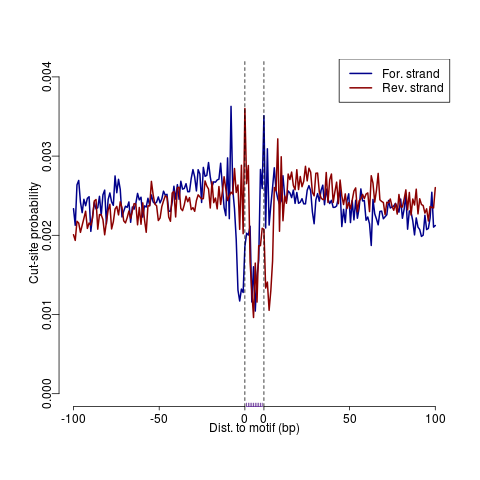 For. strand
Rev. strand
0.004
0.003
0.002
0.001
0.000
Cut-site probability
-100 -50 0 0 50 100
Dist. to motif (bp)